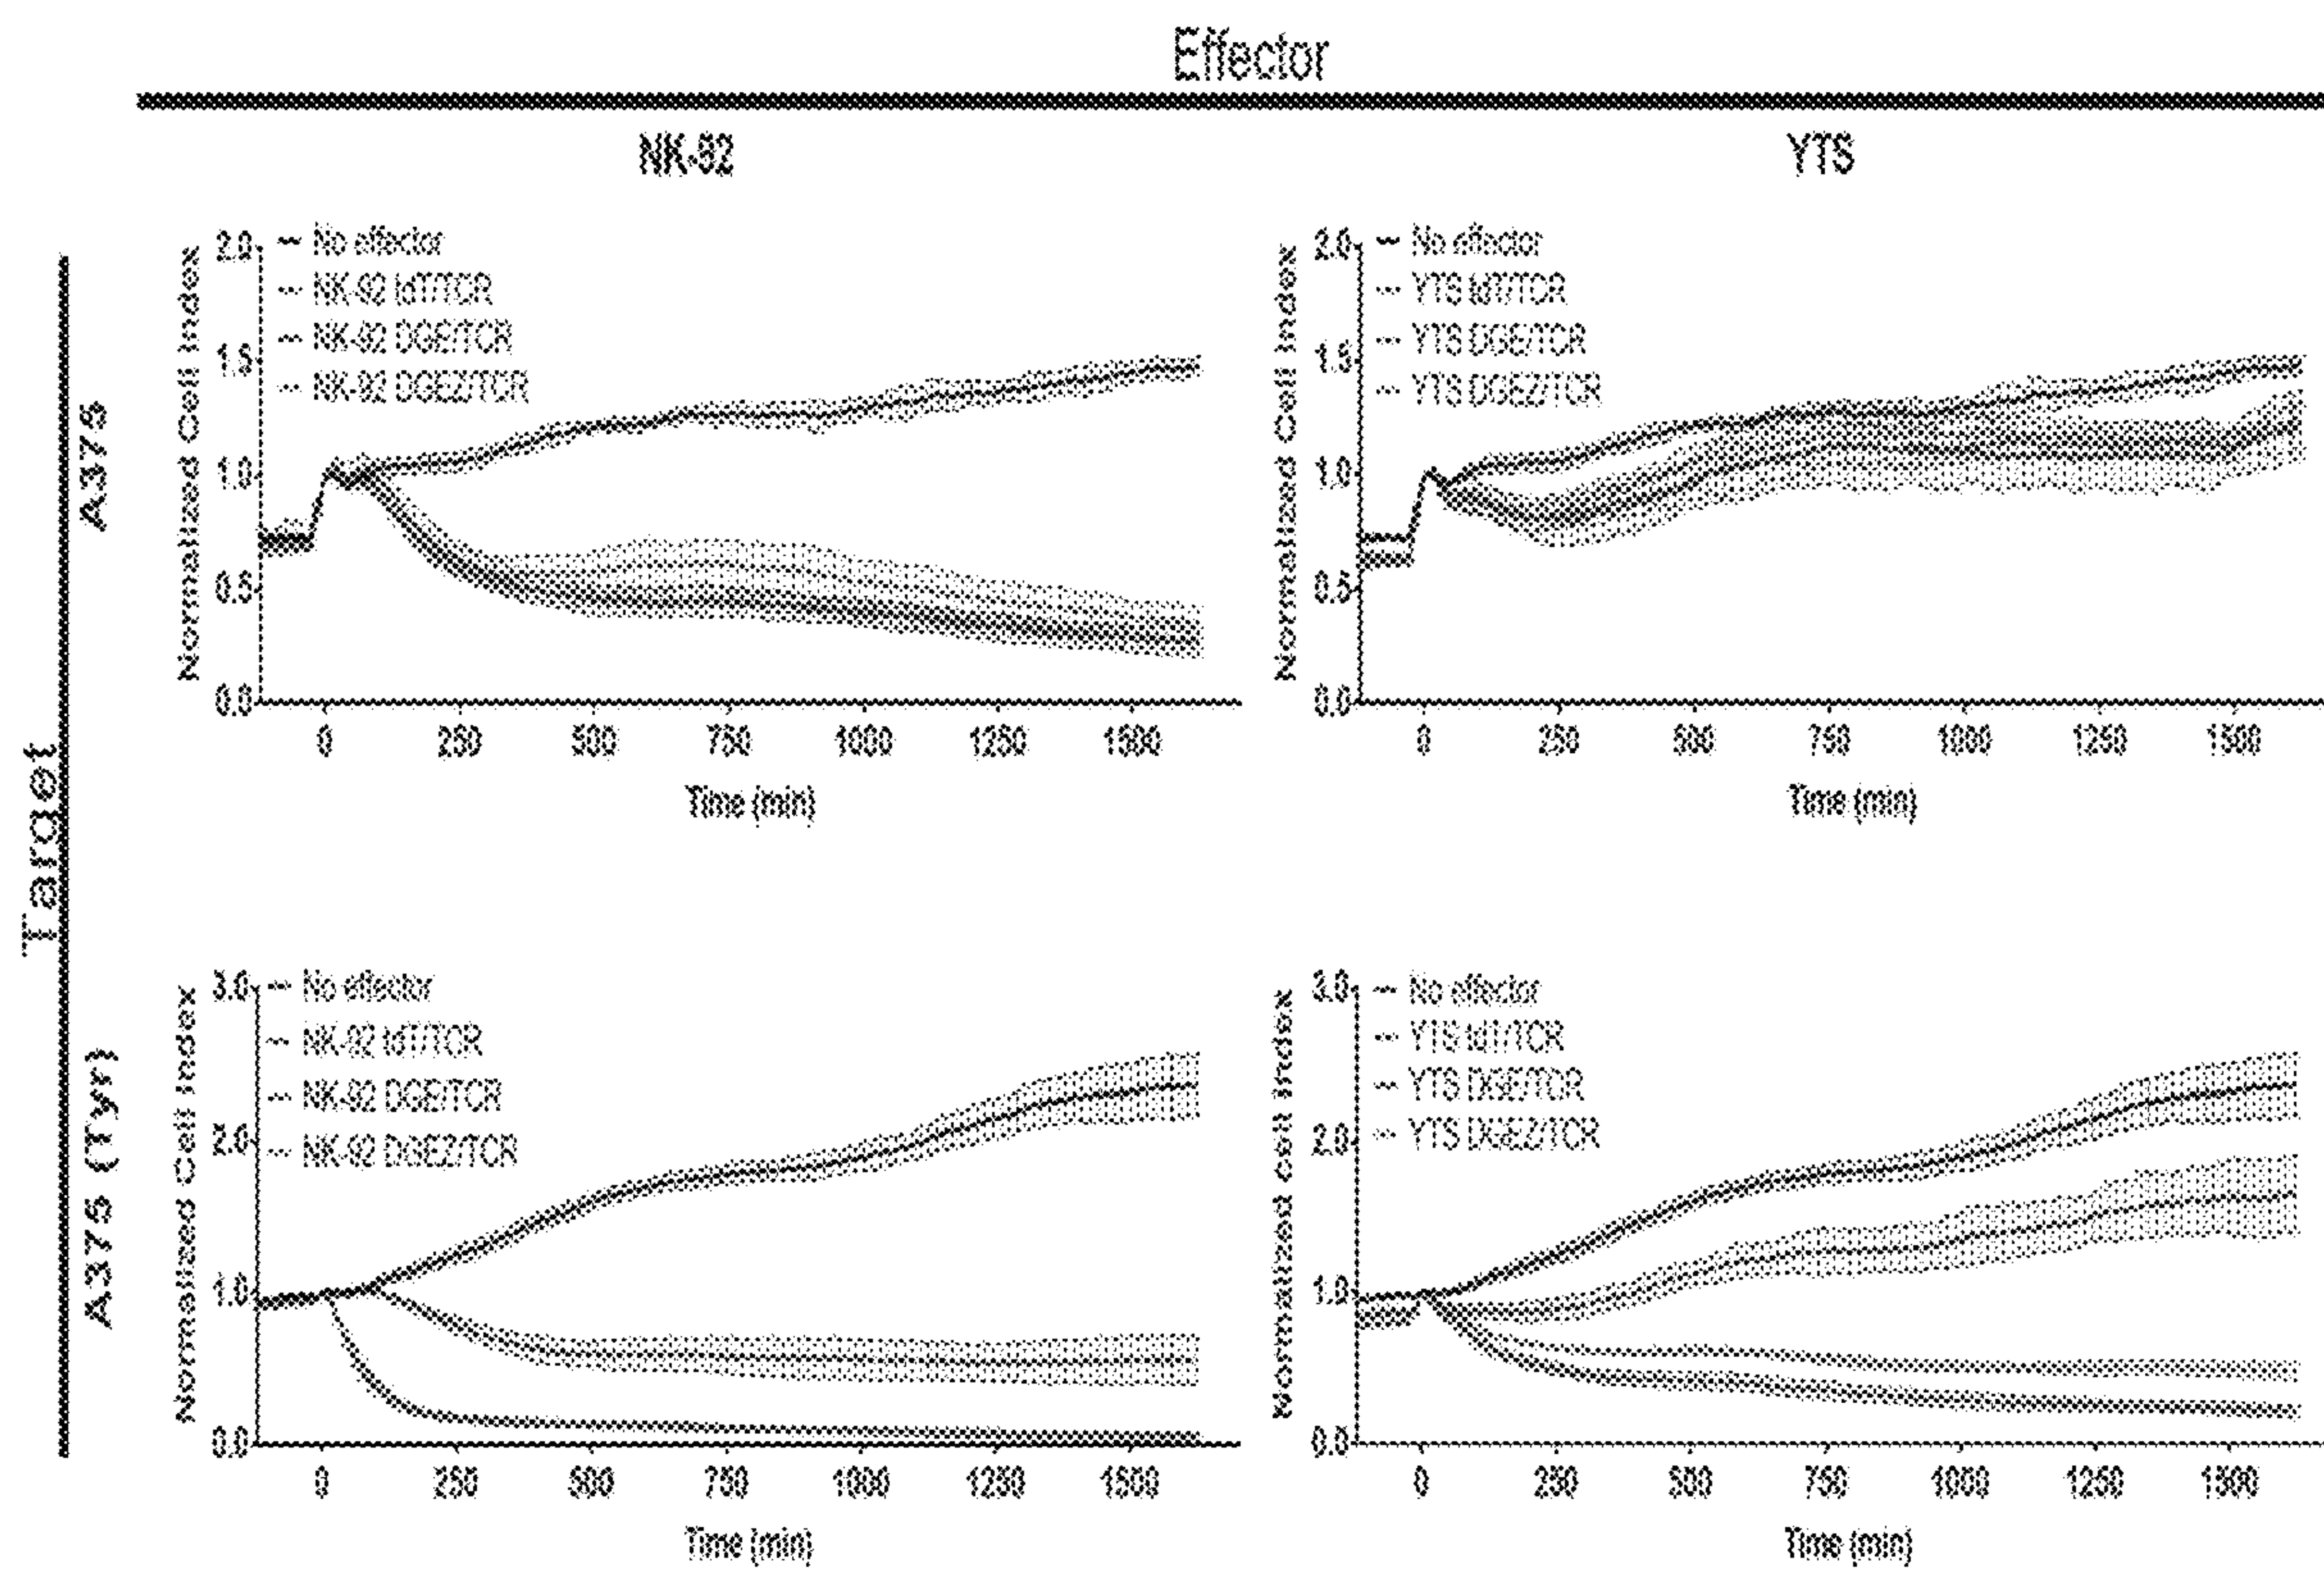 Effector
NK-92
YTS
Target
A375
Normalized Cell Index
2.0
1.5
1.0
0.5
0.0
No effector
NK-92 tdT/TCR
NK-92 DGE/TCR
NK-92 DGEZ/TCR
0 250 500 750 1000 1250 1500
Time (min)
Normalized Cell Index
2.0
1.5
1.0
0.5
0.0
No effector
YTS tdT/TCR
YTS DGE/TCR
YTS DGEZ/TCR
0 250 500 750 1000 1250 1500
Time (min)
A375 (Tyr)
Normalized Cell Index
3.0
2.0
1.0
0.0
No effector
NK-92 tdT/TCR
NK-92 DGE/TCR
NK-92 DGEZ/TCR
0 250 500 750 1000 1250 1500
Time (min)
Normalized cell index
3.0
2.0
1.0
0.0
No effector
YTS tdT/TCR
YTS DGE/TCR
YTS DGEZ/TCR
0 250 500 750 1000 1250 1500
Time (min)